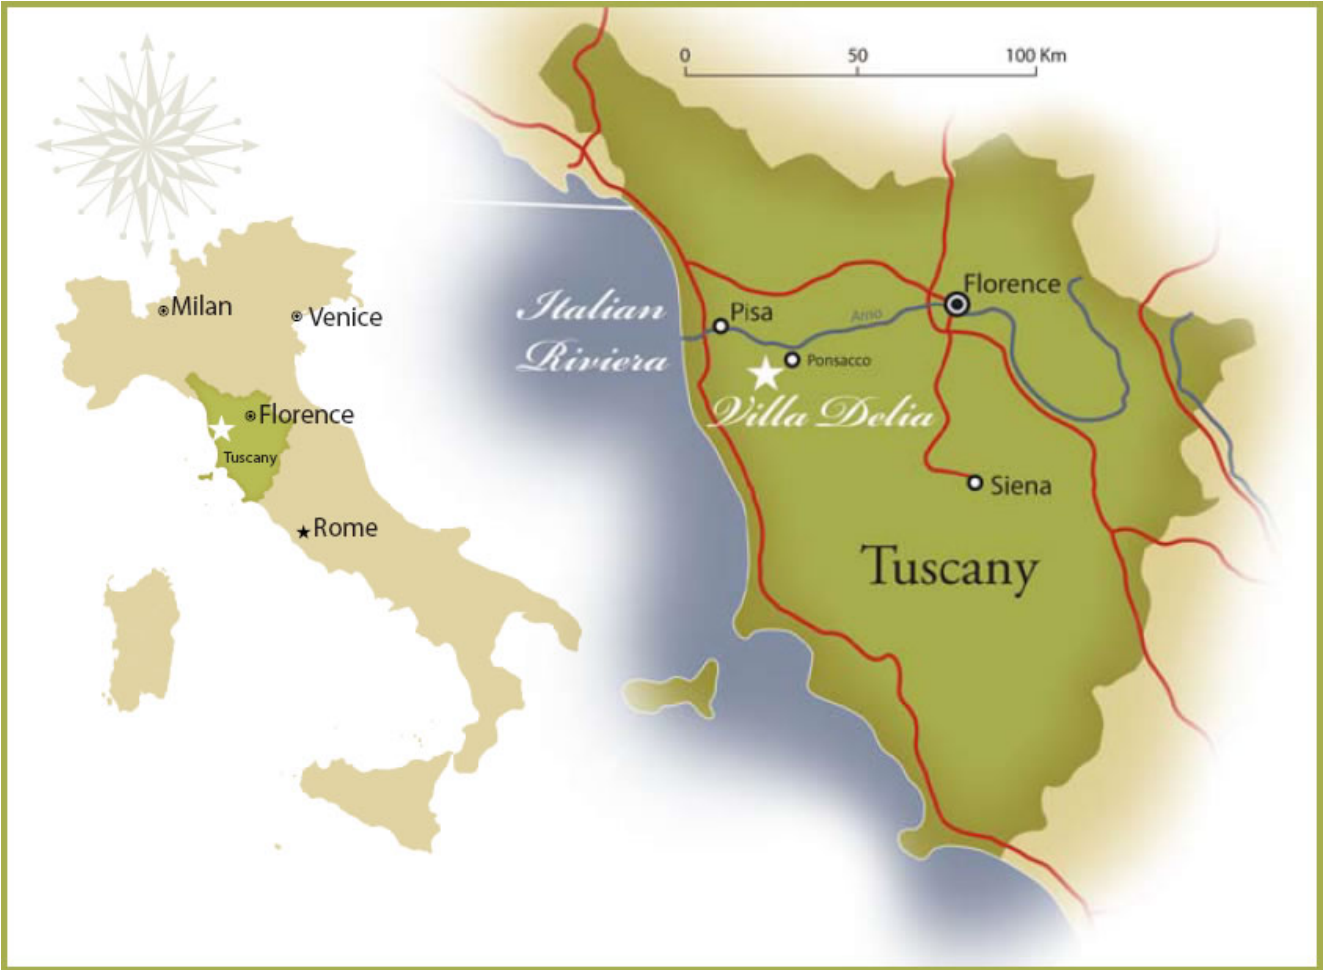 0 50 100 Km
Milan
Venice
Florence
Tuscany
Rome
Italian
Riviera
Pisa
Arno
Florence
Ponsacco
Villa Delia
Siena
Tuscany